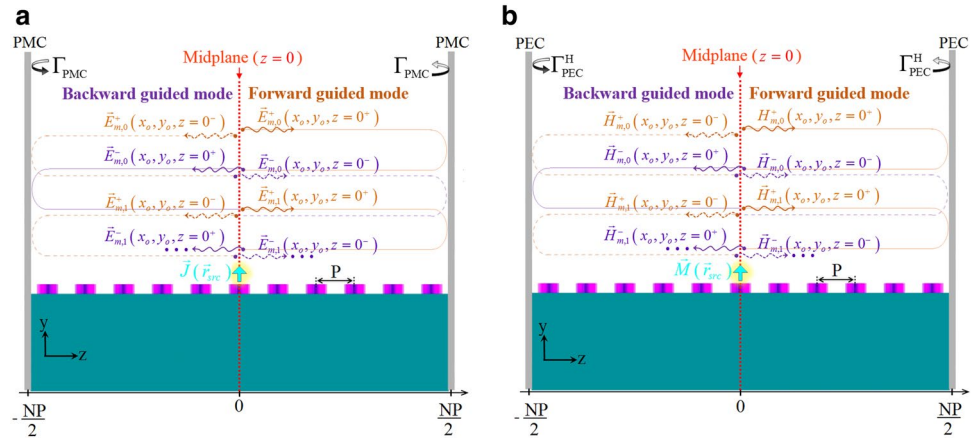 a
PMC
PMC
Γ_PMC
Midplane (z = 0)
Γ_PMC
Backward guided mode
Forward guided mode
E⃗⁺_{m,0}(x_o, y_o, z = 0⁻)
E⃗⁺_{m,0}(x_o, y_o, z = 0⁺)
E⃗⁻_{m,0}(x_o, y_o, z = 0⁺)
E⃗⁻_{m,0}(x_o, y_o, z = 0⁻)
E⃗⁺_{m,1}(x_o, y_o, z = 0⁻)
E⃗⁺_{m,1}(x_o, y_o, z = 0⁺)
E⃗⁻_{m,1}(x_o, y_o, z = 0⁺)
E⃗⁻_{m,1}(x_o, y_o, z = 0⁻)
J⃗(r⃗_src)
P
y
z
-NP/2
0
NP/2
b
PEC
PEC
Γ^H_PEC
Midplane (z = 0)
Γ^H_PEC
Backward guided mode
Forward guided mode
H⃗⁺_{m,0}(x_o, y_o, z = 0⁻)
H⃗⁺_{m,0}(x_o, y_o, z = 0⁺)
H⃗⁻_{m,0}(x_o, y_o, z = 0⁺)
H⃗⁻_{m,0}(x_o, y_o, z = 0⁻)
H⃗⁺_{m,1}(x_o, y_o, z = 0⁻)
H⃗⁺_{m,1}(x_o, y_o, z = 0⁺)
H⃗⁻_{m,1}(x_o, y_o, z = 0⁺)
H⃗⁻_{m,1}(x_o, y_o, z = 0⁻)
M⃗(r⃗_src)
P
y
z
-NP/2
0
NP/2